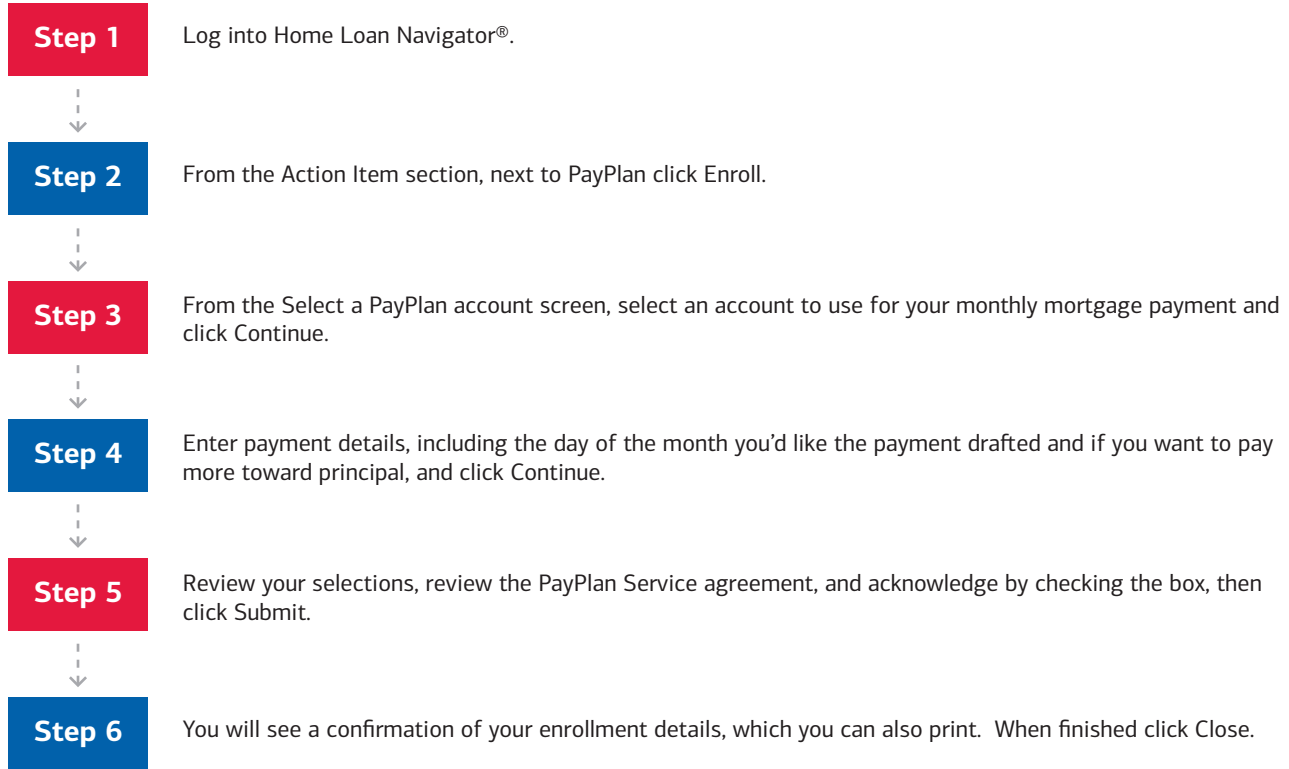 Step 1
Log into Home Loan Navigator®.
Step 2
From the Action Item section, next to PayPlan click Enroll.
Step 3
From the Select a PayPlan account screen, select an account to use for your monthly mortgage payment and
click Continue.
Step 4
Enter payment details, including the day of the month you’d like the payment drafted and if you want to pay
more toward principal, and click Continue.
Step 5
Review your selections, review the PayPlan Service agreement, and acknowledge by checking the box, then
click Submit.
Step 6
You will see a confirmation of your enrollment details, which you can also print.  When finished click Close.